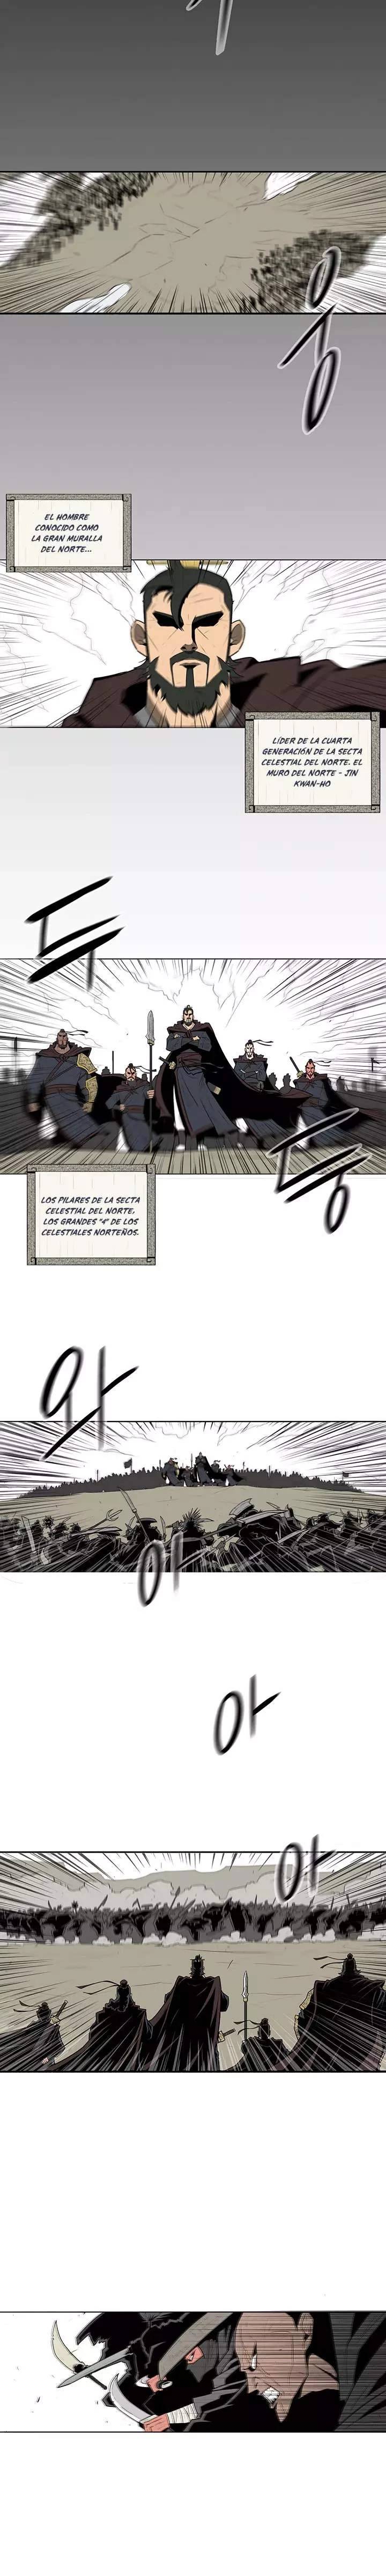 EL HOMBRE
CONOCIDO COMO
LA GRAN MURALLA
DEL NORTE...
LÍDER DE LA CUARTA
GENERACIÓN DE LA SECTA
CELESTIAL DEL NORTE. EL
MURO DEL NORTE - JIN
KWAN-HO
두
둥
LOS PILARES DE LA SECTA
CELESTIAL DEL NORTE,
LOS GRANDES "4" DE LOS
CELESTIALES NORTEÑOS.
와
아
아
아